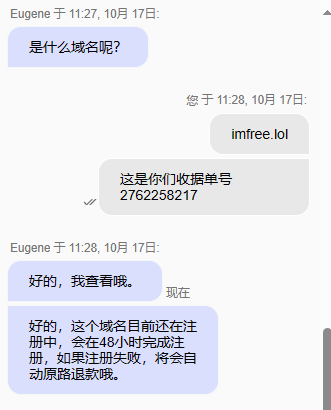 Eugene 于 11:27, 10月 17日:
是什么域名呢？
您 于 11:28, 10月 17日:
imfree.lol
这是你们收据单号
2762258217
Eugene 于 11:28, 10月 17日:
好的，我查看哦。
现在
好的，这个域名目前还在注
册中，会在48小时完成注
册，如果注册失败，将会自
动原路退款哦。